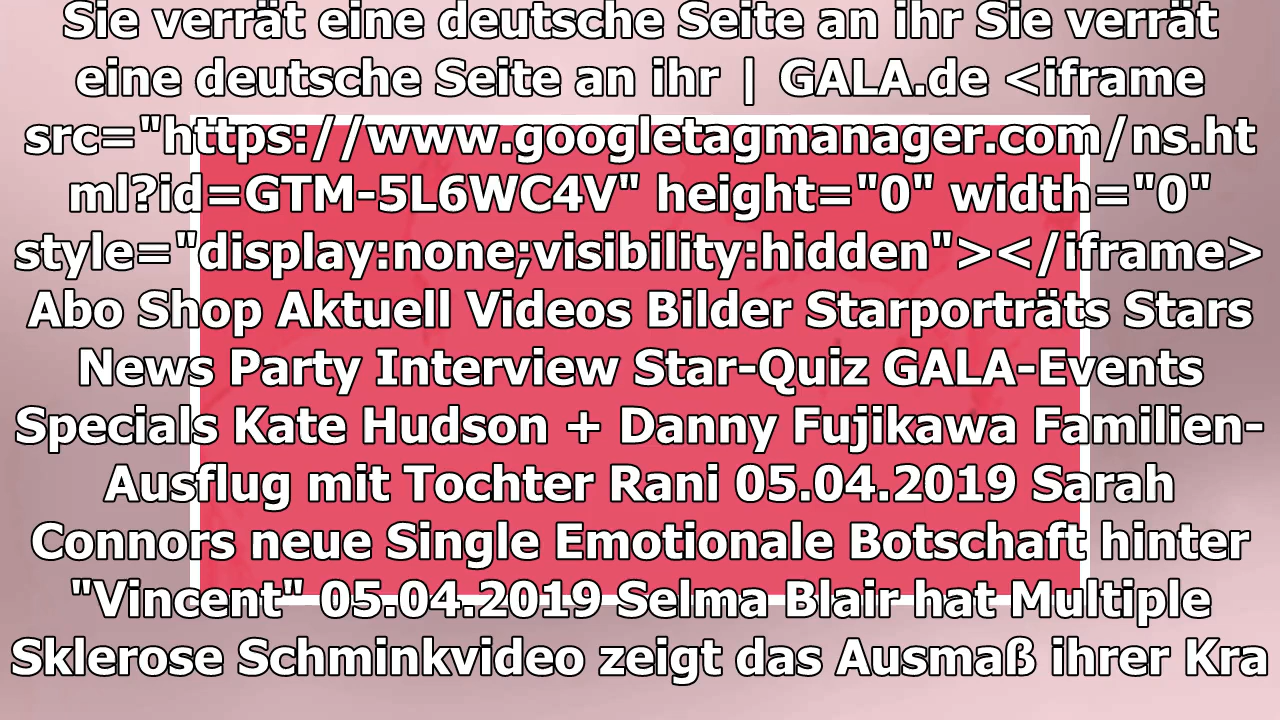 Sie verrät eine deutsche Seite an ihr Sie verrät
eine deutsche Seite an ihr | GALA.de <iframe
src="https://www.googletagmanager.com/ns.ht
ml?id=GTM-5L6WC4V" height="0" width="0"
style="display:none;visibility:hidden"></iframe>
Abo Shop Aktuell Videos Bilder Starporträts Stars
News Party Interview Star-Quiz GALA-Events
Specials Kate Hudson + Danny Fujikawa Familien-
Ausflug mit Tochter Rani 05.04.2019 Sarah
Connors neue Single Emotionale Botschaft hinter
"Vincent" 05.04.2019 Selma Blair hat Multiple
Sklerose Schminkvideo zeigt das Ausmaß ihrer Kra